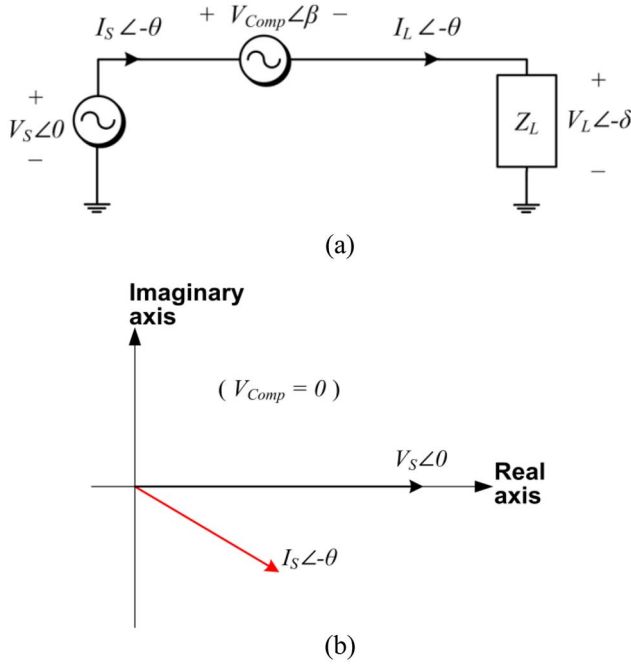 I_S∠-θ + V_Comp∠β − I_L∠-θ
+ +
V_S∠0 Z_L V_L∠-δ
− −
(a)
Imaginary
axis
( V_Comp = 0 )
V_S∠0
Real
axis
I_S∠-θ
(b)